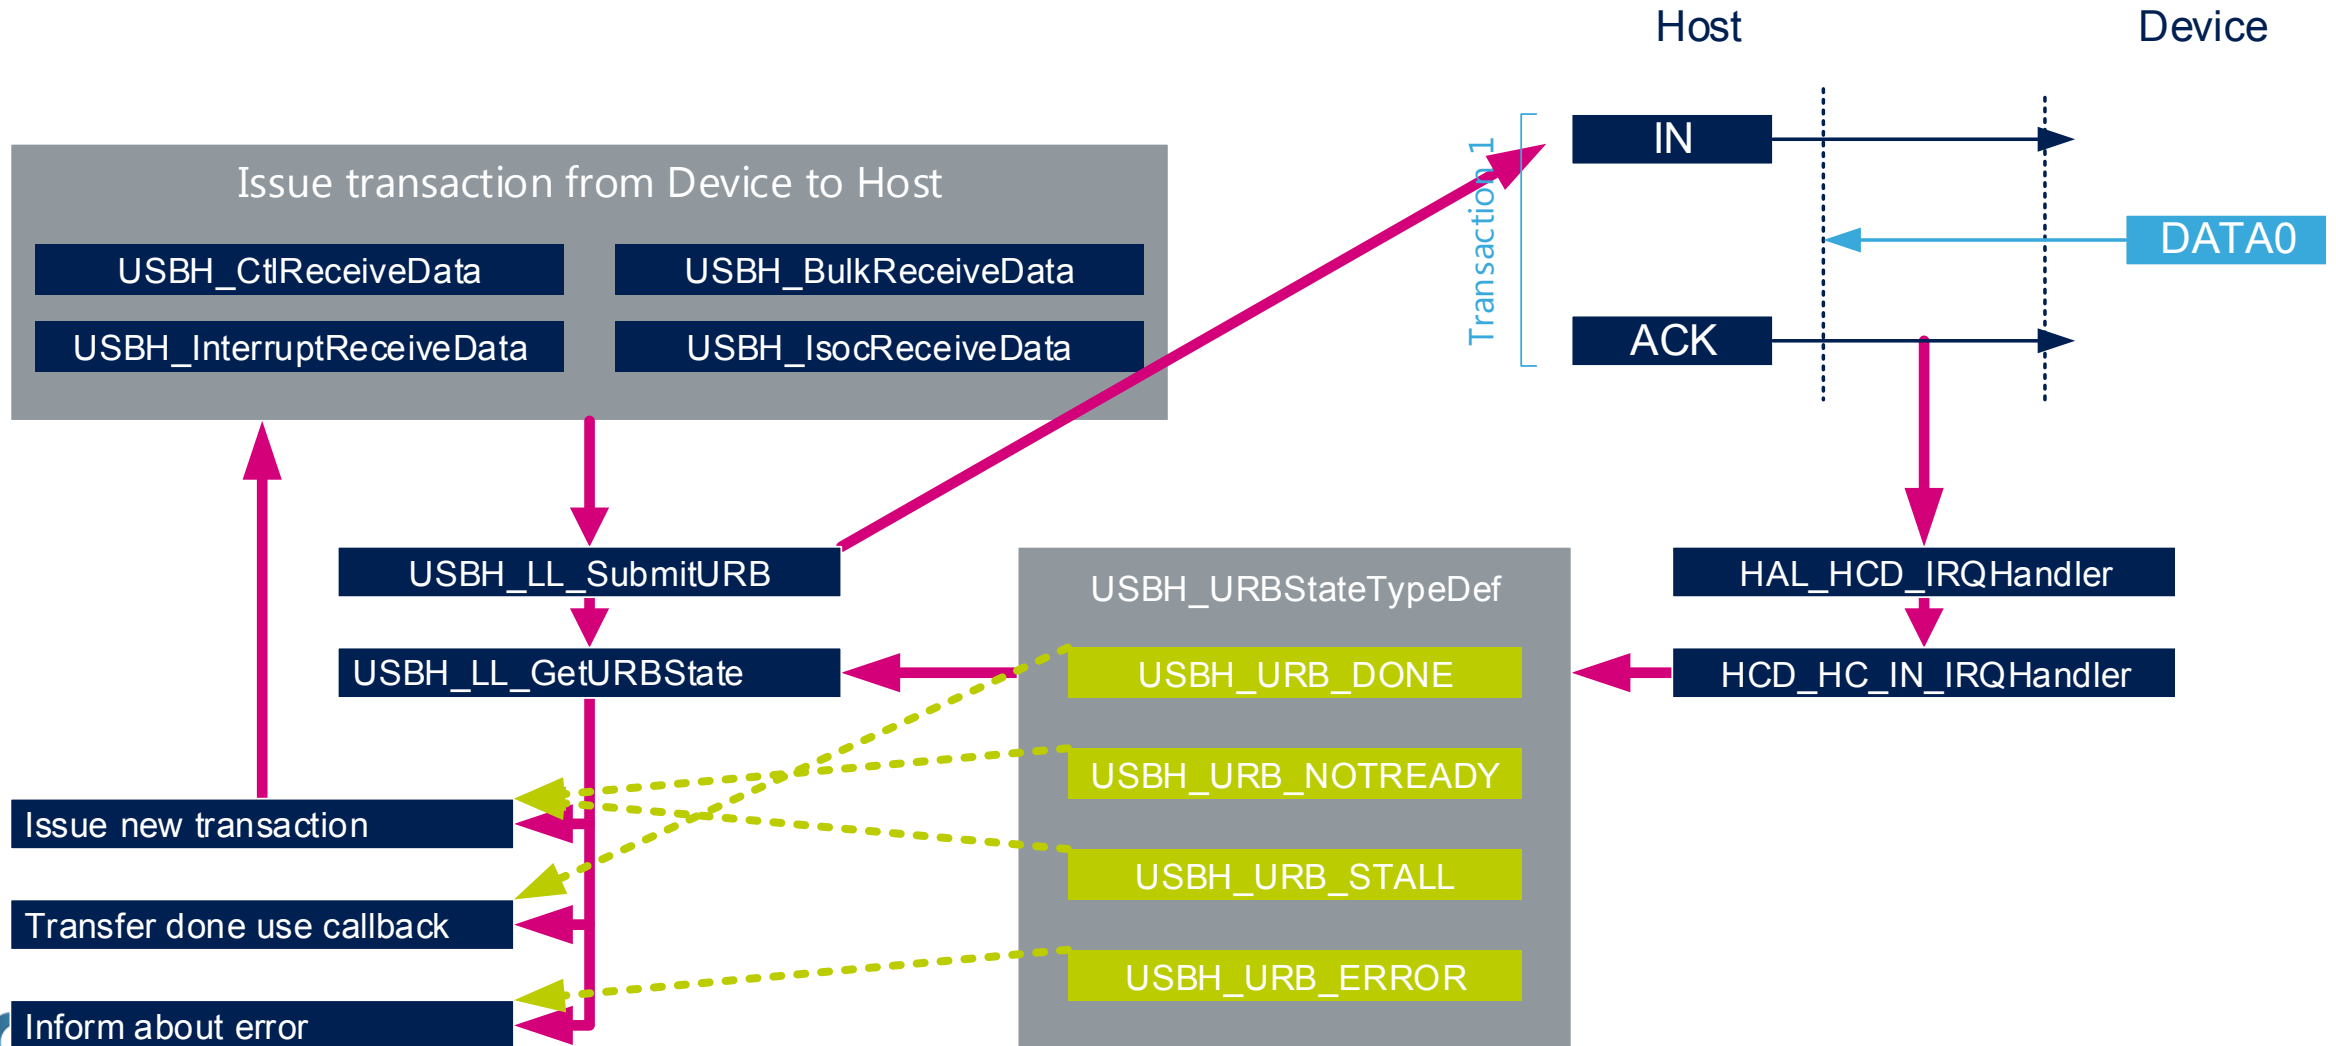 Host
Device
Issue transaction from Device to Host
USBH_CtlReceiveData
USBH_BulkReceiveData
USBH_InterruptReceiveData
USBH_IsocReceiveData
Transaction 1
IN
DATA0
ACK
USBH_LL_SubmitURB
USBH_LL_GetURBState
USBH_URBStateTypeDef
USBH_URB_DONE
USBH_URB_NOTREADY
USBH_URB_STALL
USBH_URB_ERROR
HAL_HCD_IRQHandler
HCD_HC_IN_IRQHandler
Issue new transaction
Transfer done use callback
Inform about error